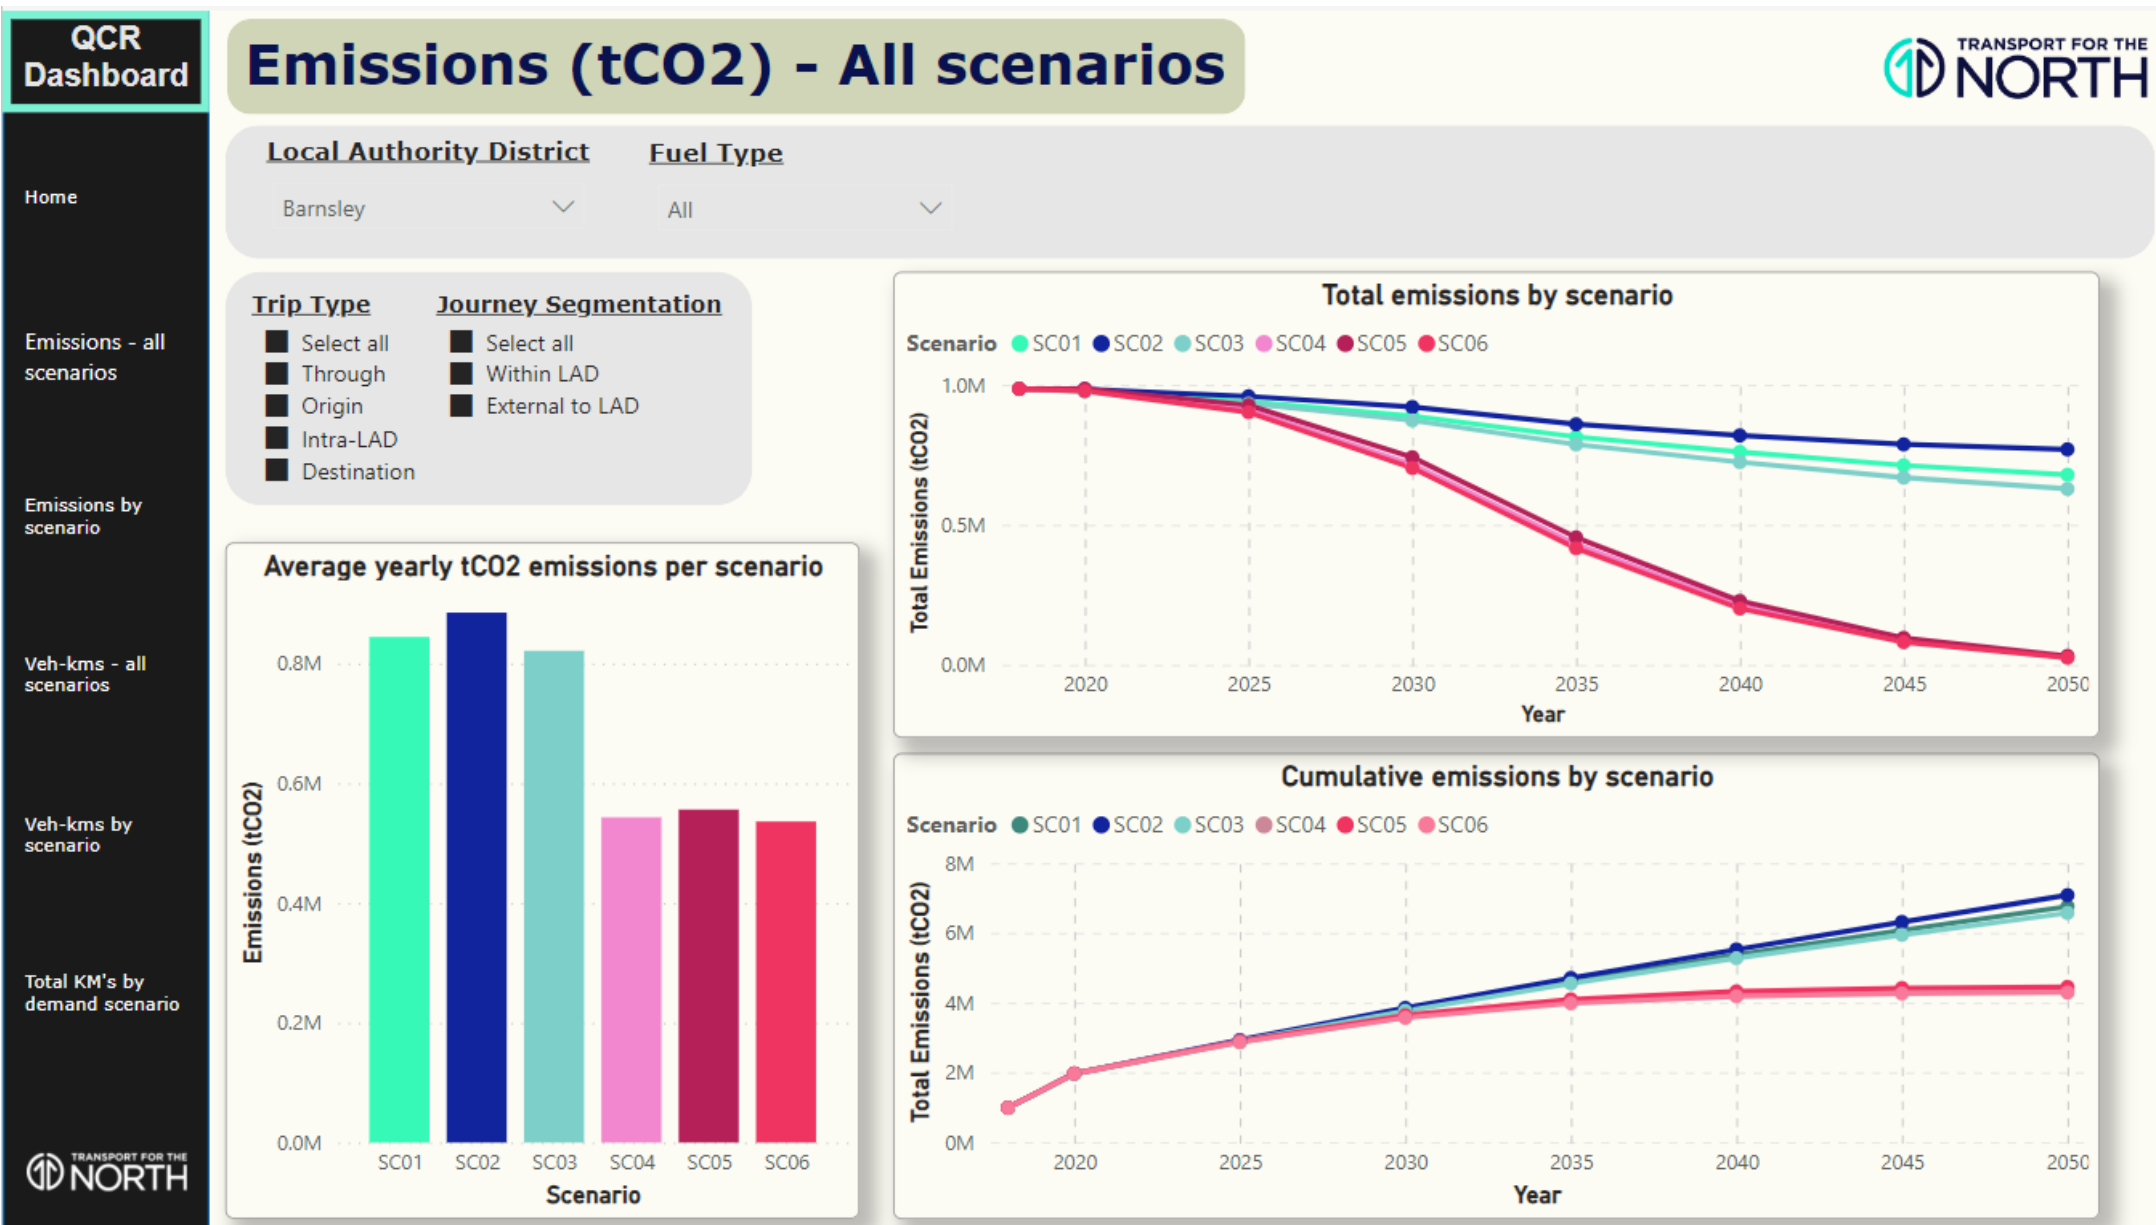 QCR
Dashboard
Home
Emissions - all
scenarios
Emissions by
scenario
Veh-kms - all
scenarios
Veh-kms by
scenario
Total KM's by
demand scenario
TRANSPORT FOR THE
NORTH
Emissions (tCO2) - All scenarios
TRANSPORT FOR THE
NORTH
Local Authority District
Fuel Type
Barnsley
All
Trip Type
Journey Segmentation
Select all
Select all
Through
Within LAD
Origin
External to LAD
Intra-LAD
Destination
Average yearly tCO2 emissions per scenario
Emissions (tCO2)
0.8M
0.6M
0.4M
0.2M
0.0M
SC01 SC02 SC03 SC04 SC05 SC06
Scenario
Total emissions by scenario
Scenario SC01 SC02 SC03 SC04 SC05 SC06
Total Emissions (tCO2)
1.0M
0.5M
0.0M
2020 2025 2030 2035 2040 2045 2050
Year
Cumulative emissions by scenario
Scenario SC01 SC02 SC03 SC04 SC05 SC06
Total Emissions (tCO2)
8M
6M
4M
2M
0M
2020 2025 2030 2035 2040 2045 2050
Year